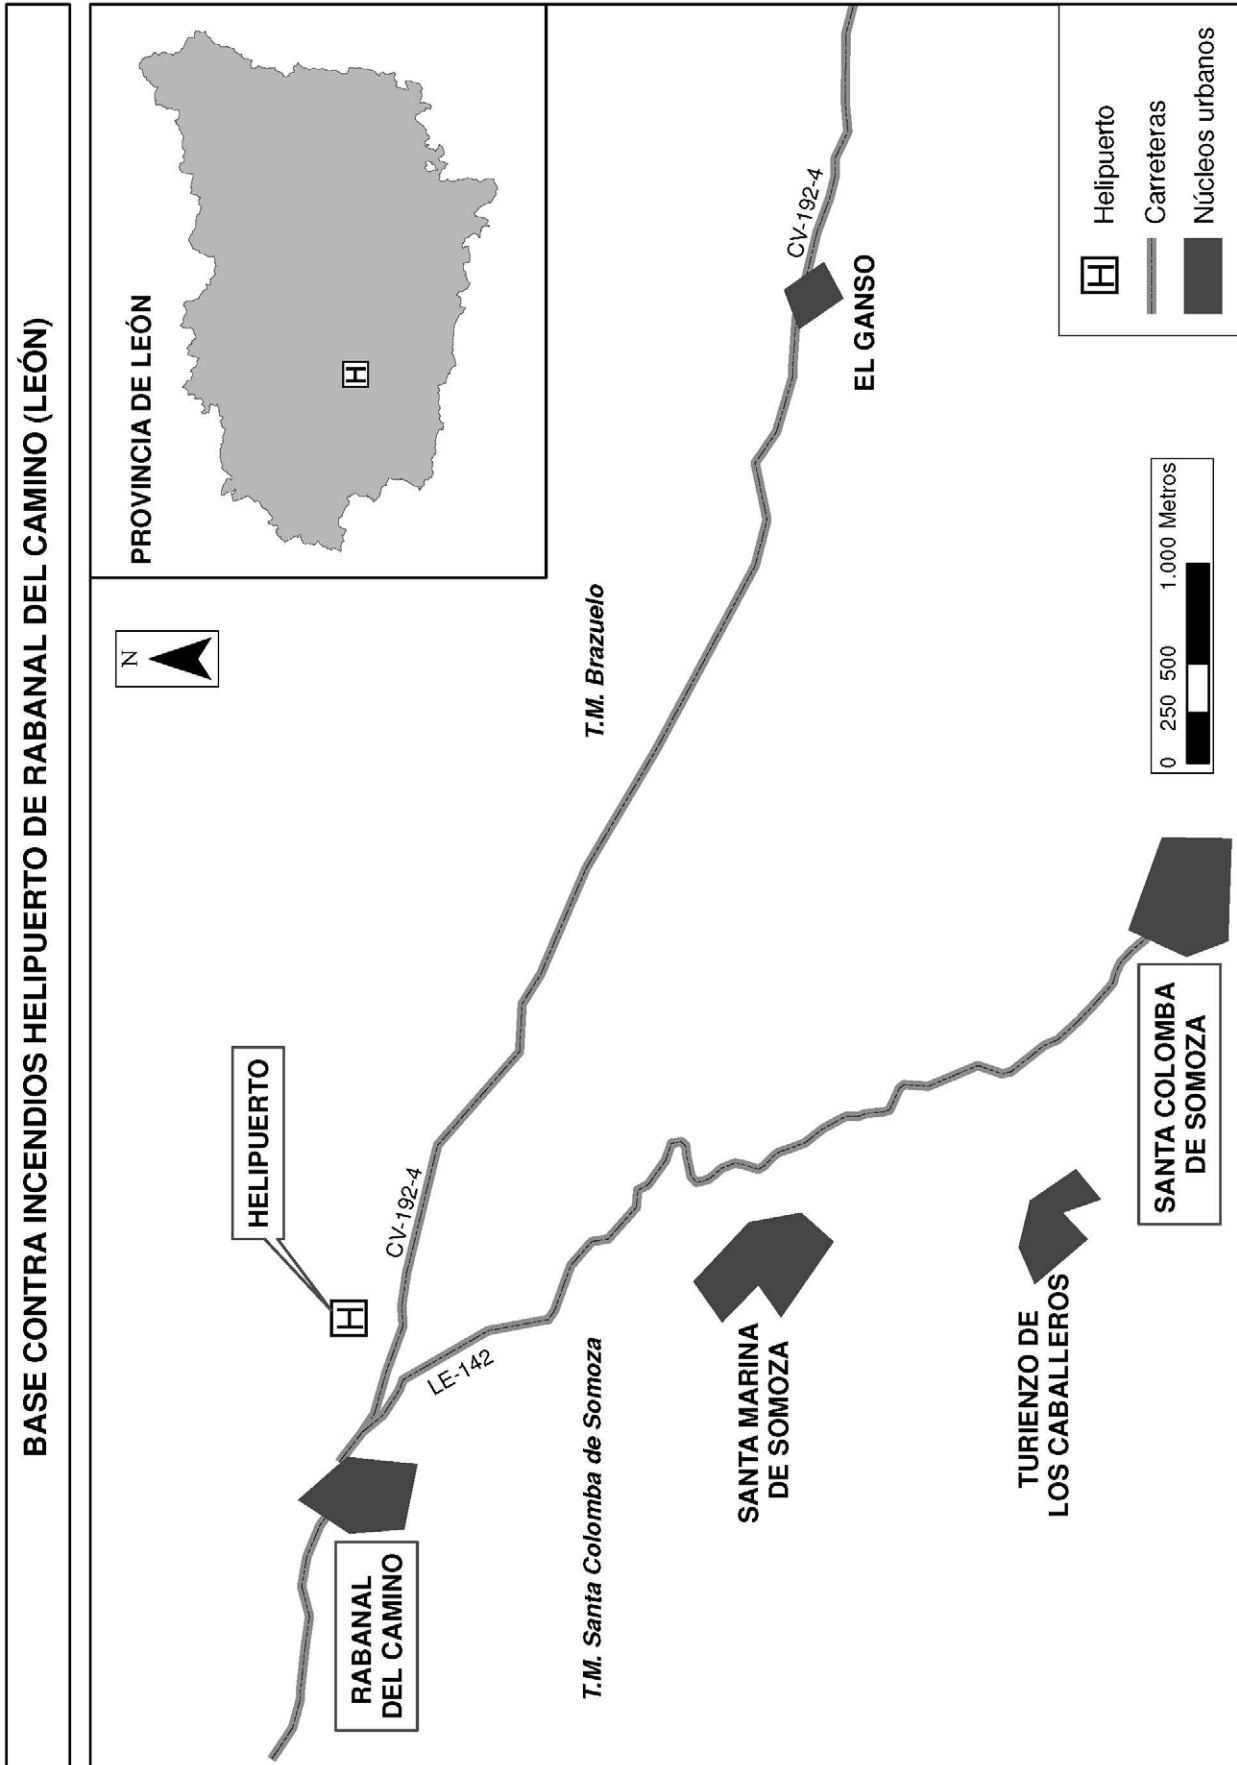 BASE CONTRA INCENDIOS HELIPUERTO DE RABANAL DEL CAMINO (LEÓN)
PROVINCIA DE LEÓN
H
N
HELIPUERTO
H
CV-192-4
LE-142
RABANAL
DEL CAMINO
T.M. Brazuelo
T.M. Santa Colomba de Somoza
CV-192-4
EL GANSO
SANTA MARINA
DE SOMOZA
TURIENZO DE
LOS CABALLEROS
SANTA COLOMBA
DE SOMOZA
0 250 500 1.000 Metros
H Helipuerto
Carreteras
Núcleos urbanos